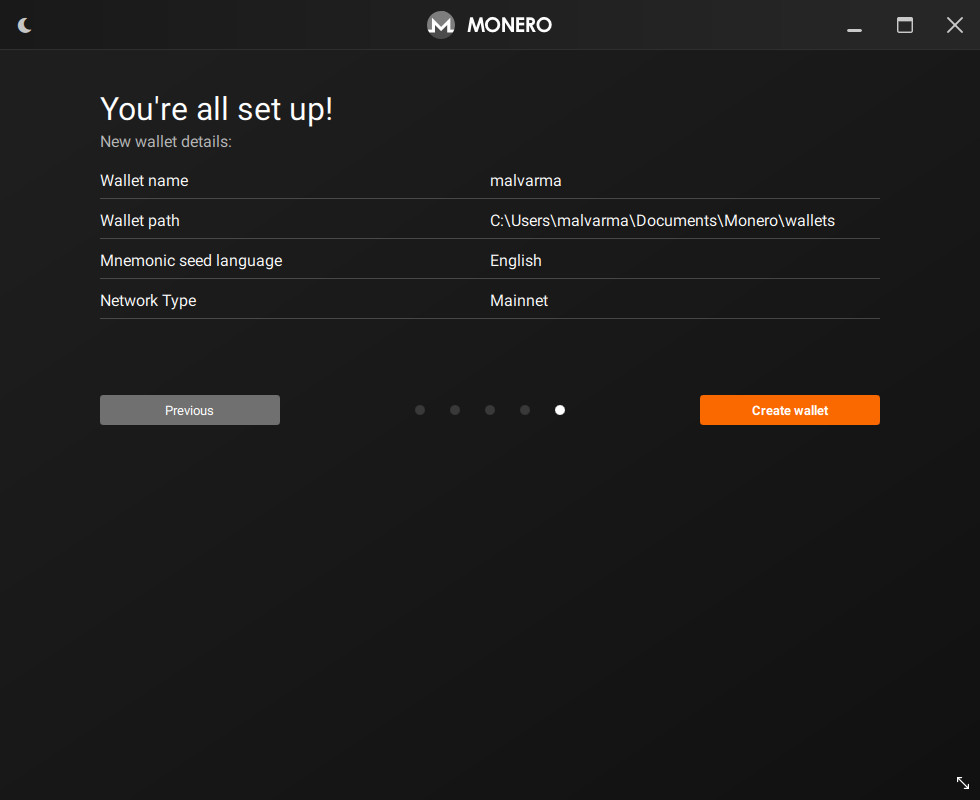 MONERO
You're all set up!
New wallet details:
Wallet name malvarma
Wallet path C:\Users\malvarma\Documents\Monero\wallets
Mnemonic seed language English
Network Type Mainnet
Previous Create wallet